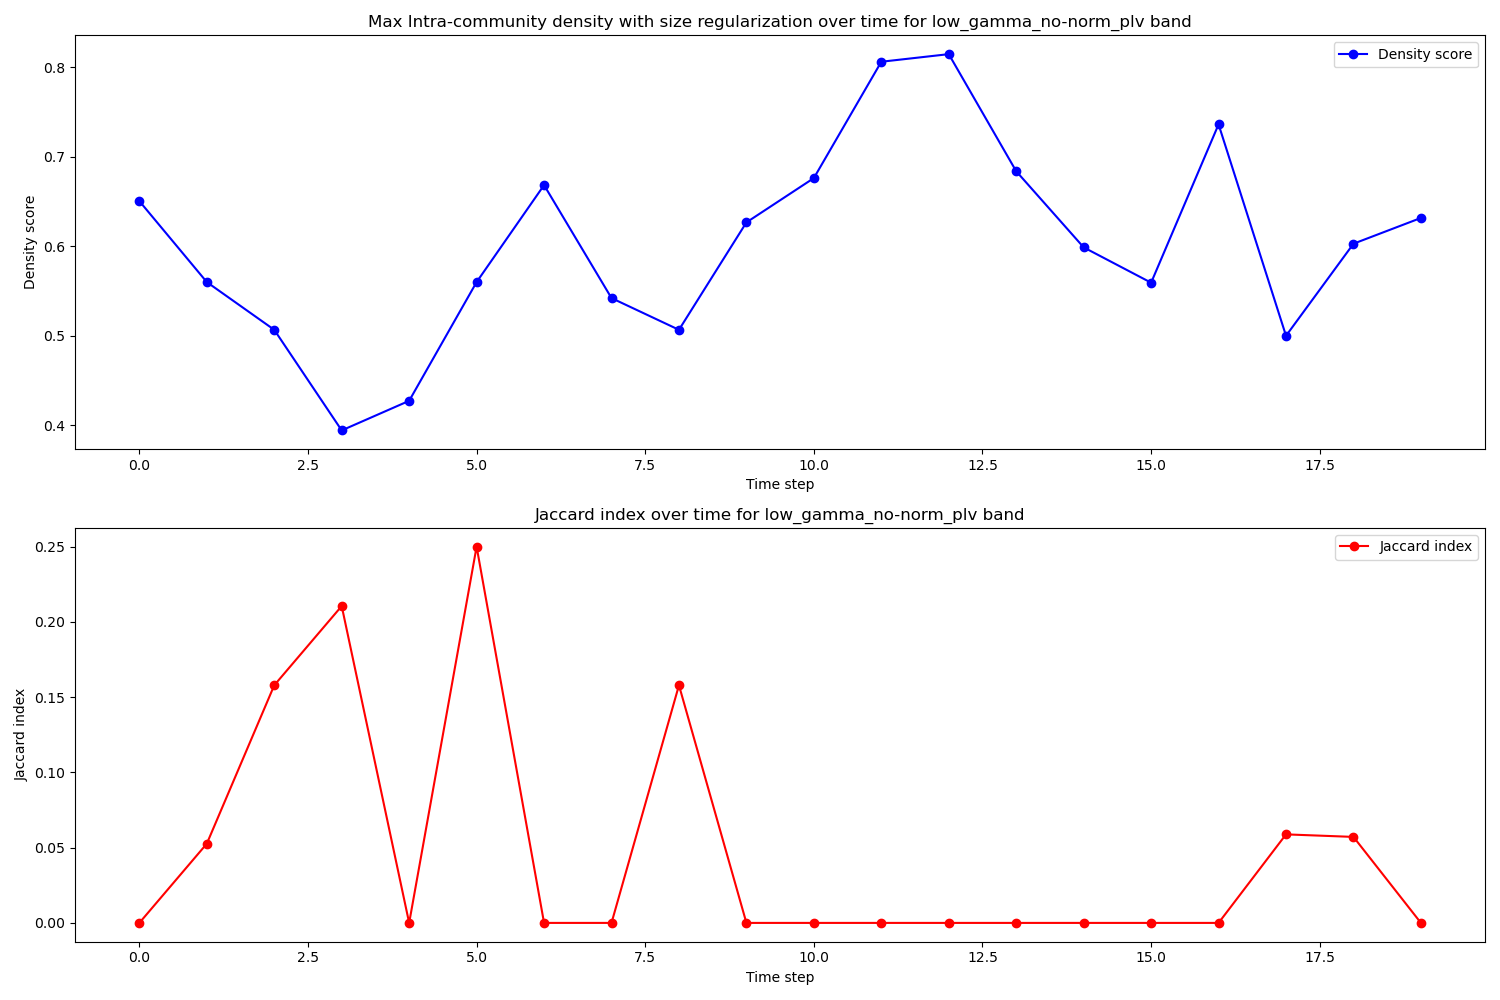 Max Intra-community density with size regularization over time for low_gamma_no-norm_plv band
Density score
0.8
0.7
0.6
0.5
0.4
Density score
0.0 2.5 5.0 7.5 10.0 12.5 15.0 17.5
Time step
Jaccard index over time for low_gamma_no-norm_plv band
Jaccard index
0.25
0.20
0.15
0.10
0.05
0.00
Jaccard index
0.0 2.5 5.0 7.5 10.0 12.5 15.0 17.5
Time step